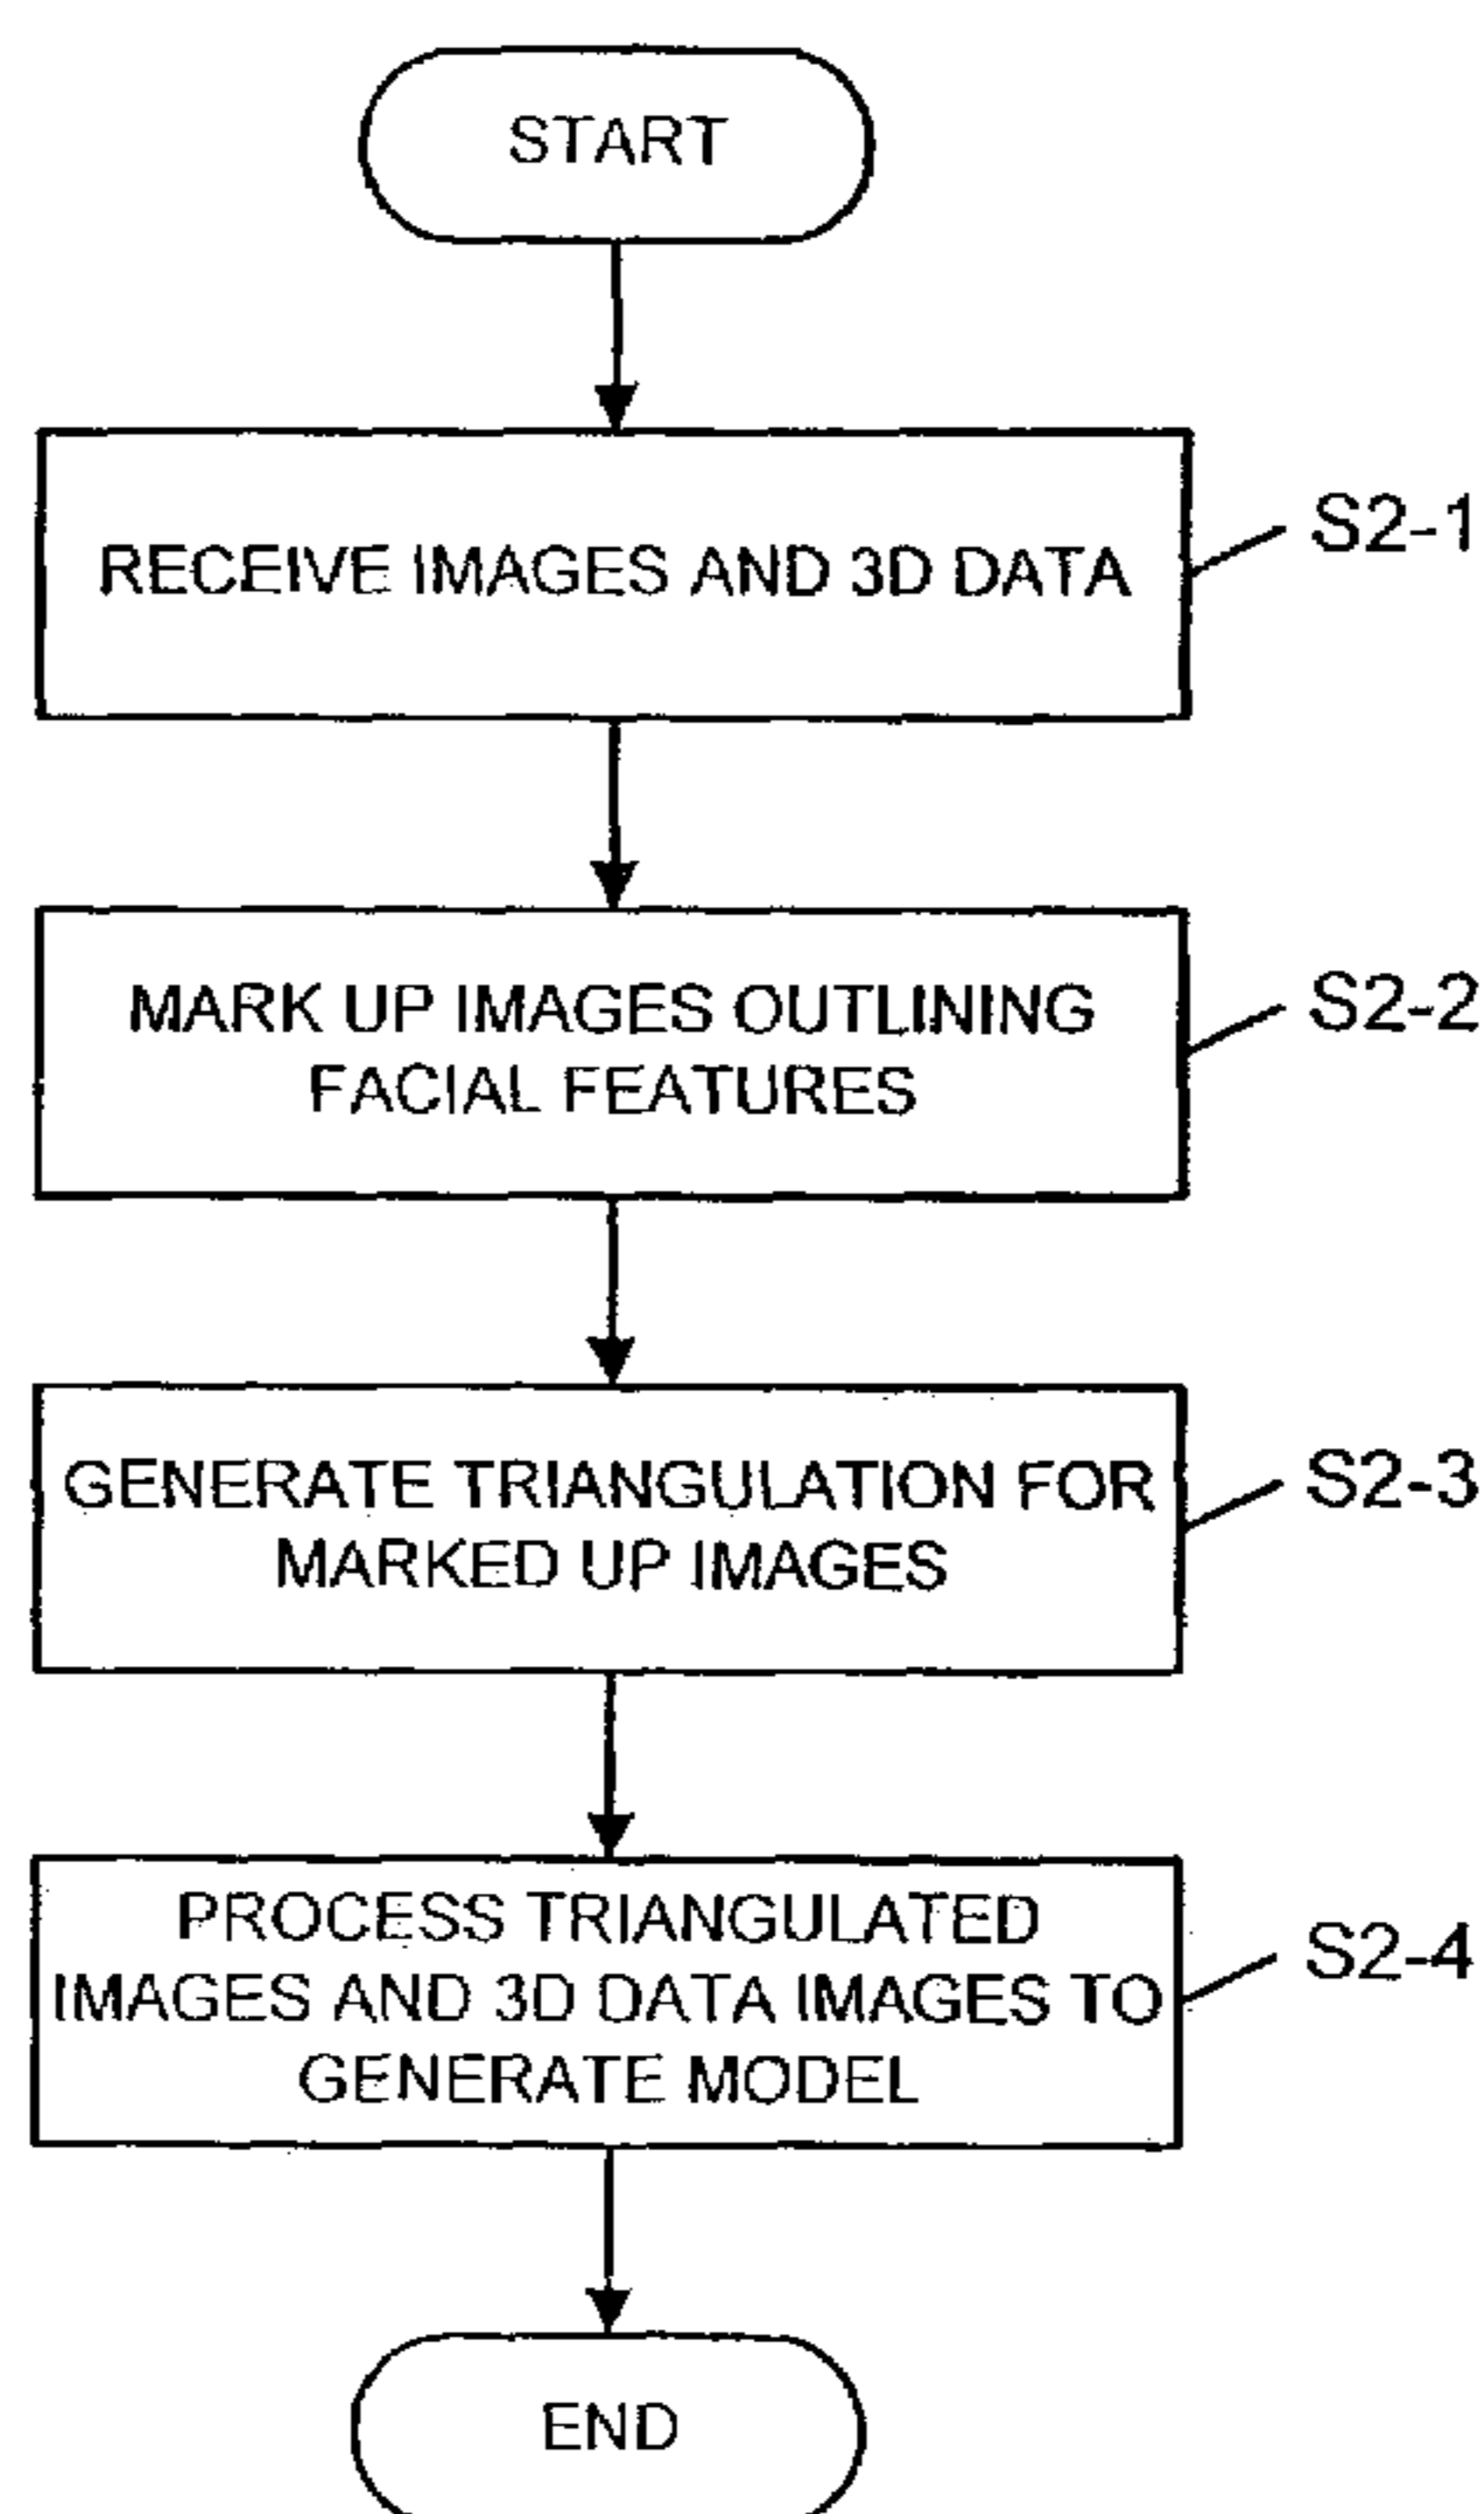 START
RECEIVE IMAGES AND 3D DATA
S2-1
MARK UP IMAGES OUTLINING
FACIAL FEATURES
S2-2
GENERATE TRIANGULATION FOR
MARKED UP IMAGES
S2-3
PROCESS TRIANGULATED
IMAGES AND 3D DATA IMAGES TO
GENERATE MODEL
S2-4
END